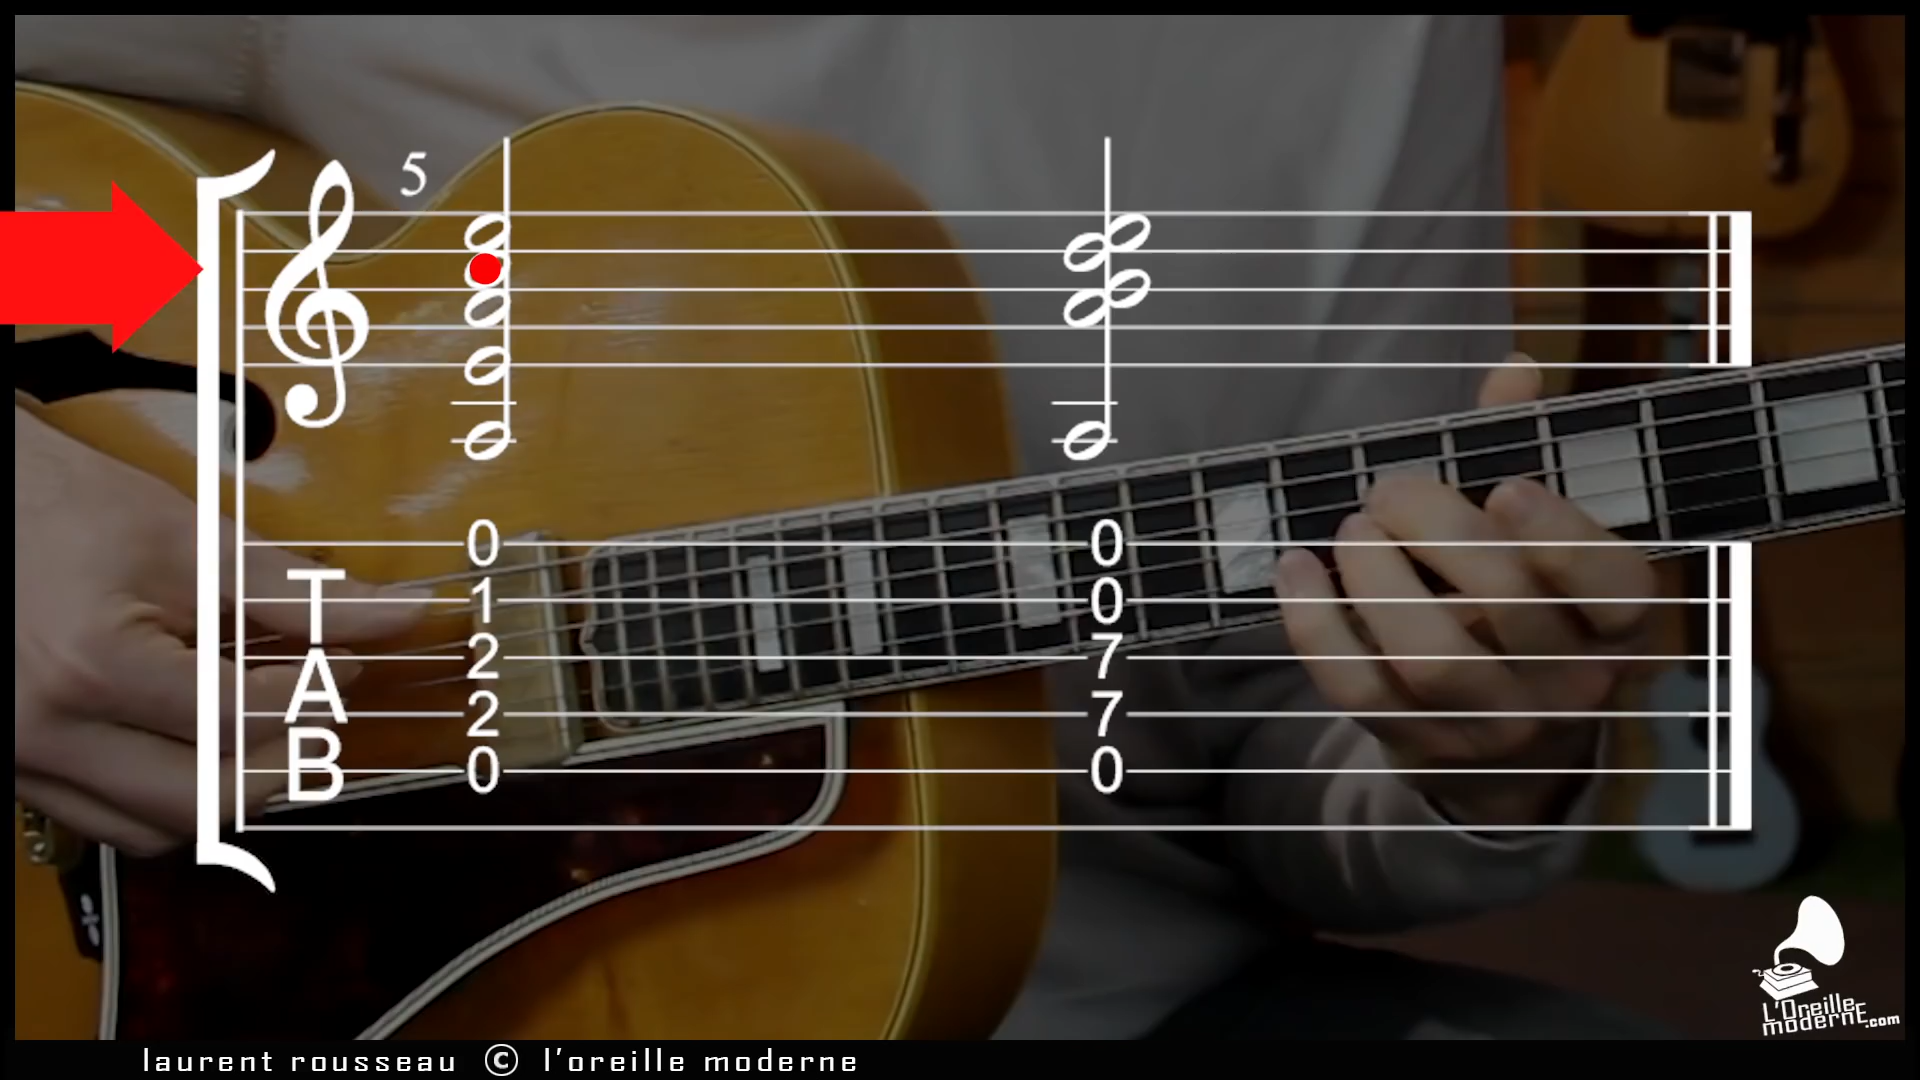 5
0 0
T 1 0
2 7
A 2 7
B 0 0
L'Oreille
moderne.com
laurent rousseau © l'oreille moderne